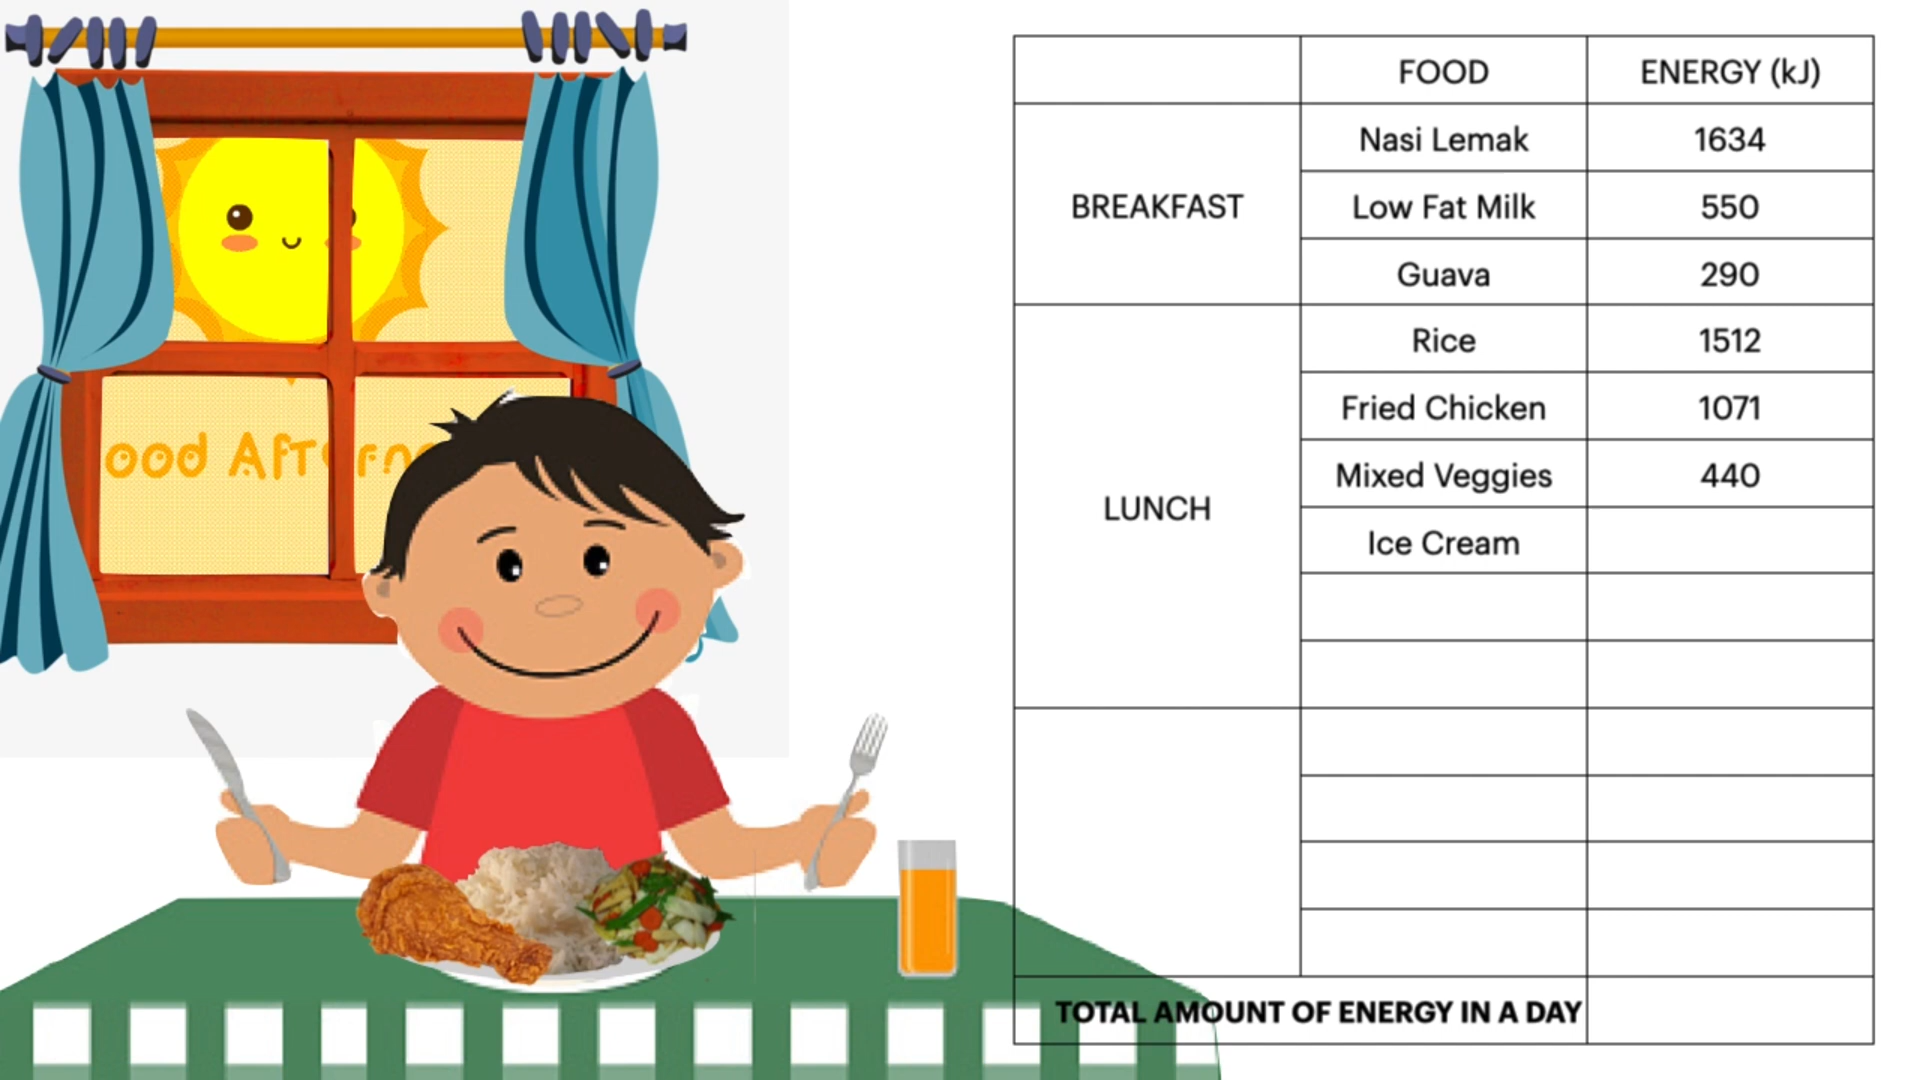 ood Aft rn
FOOD ENERGY (kJ)
BREAKFAST
Nasi Lemak 1634
Low Fat Milk 550
Guava 290
LUNCH
Rice 1512
Fried Chicken 1071
Mixed Veggies 440
Ice Cream
TOTAL AMOUNT OF ENERGY IN A DAY